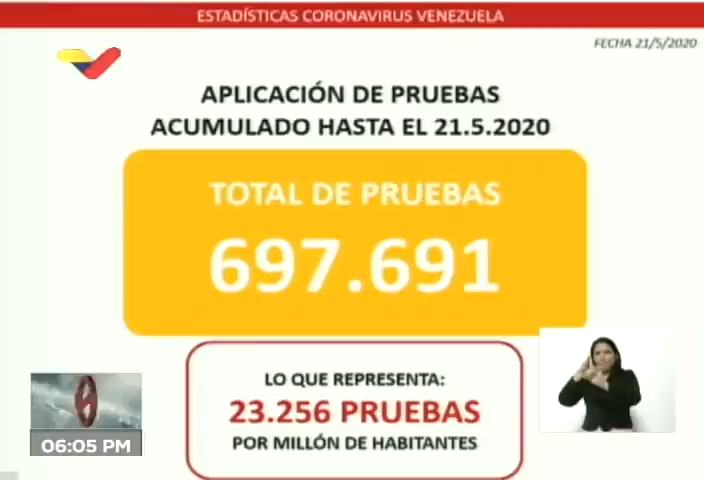 ESTADÍSTICAS CORONAVIRUS VENEZUELA
FECHA 21/5/2020
APLICACIÓN DE PRUEBAS
ACUMULADO HASTA EL 21.5.2020
TOTAL DE PRUEBAS
697.691
LO QUE REPRESENTA:
23.256 PRUEBAS
POR MILLÓN DE HABITANTES
06:05 PM